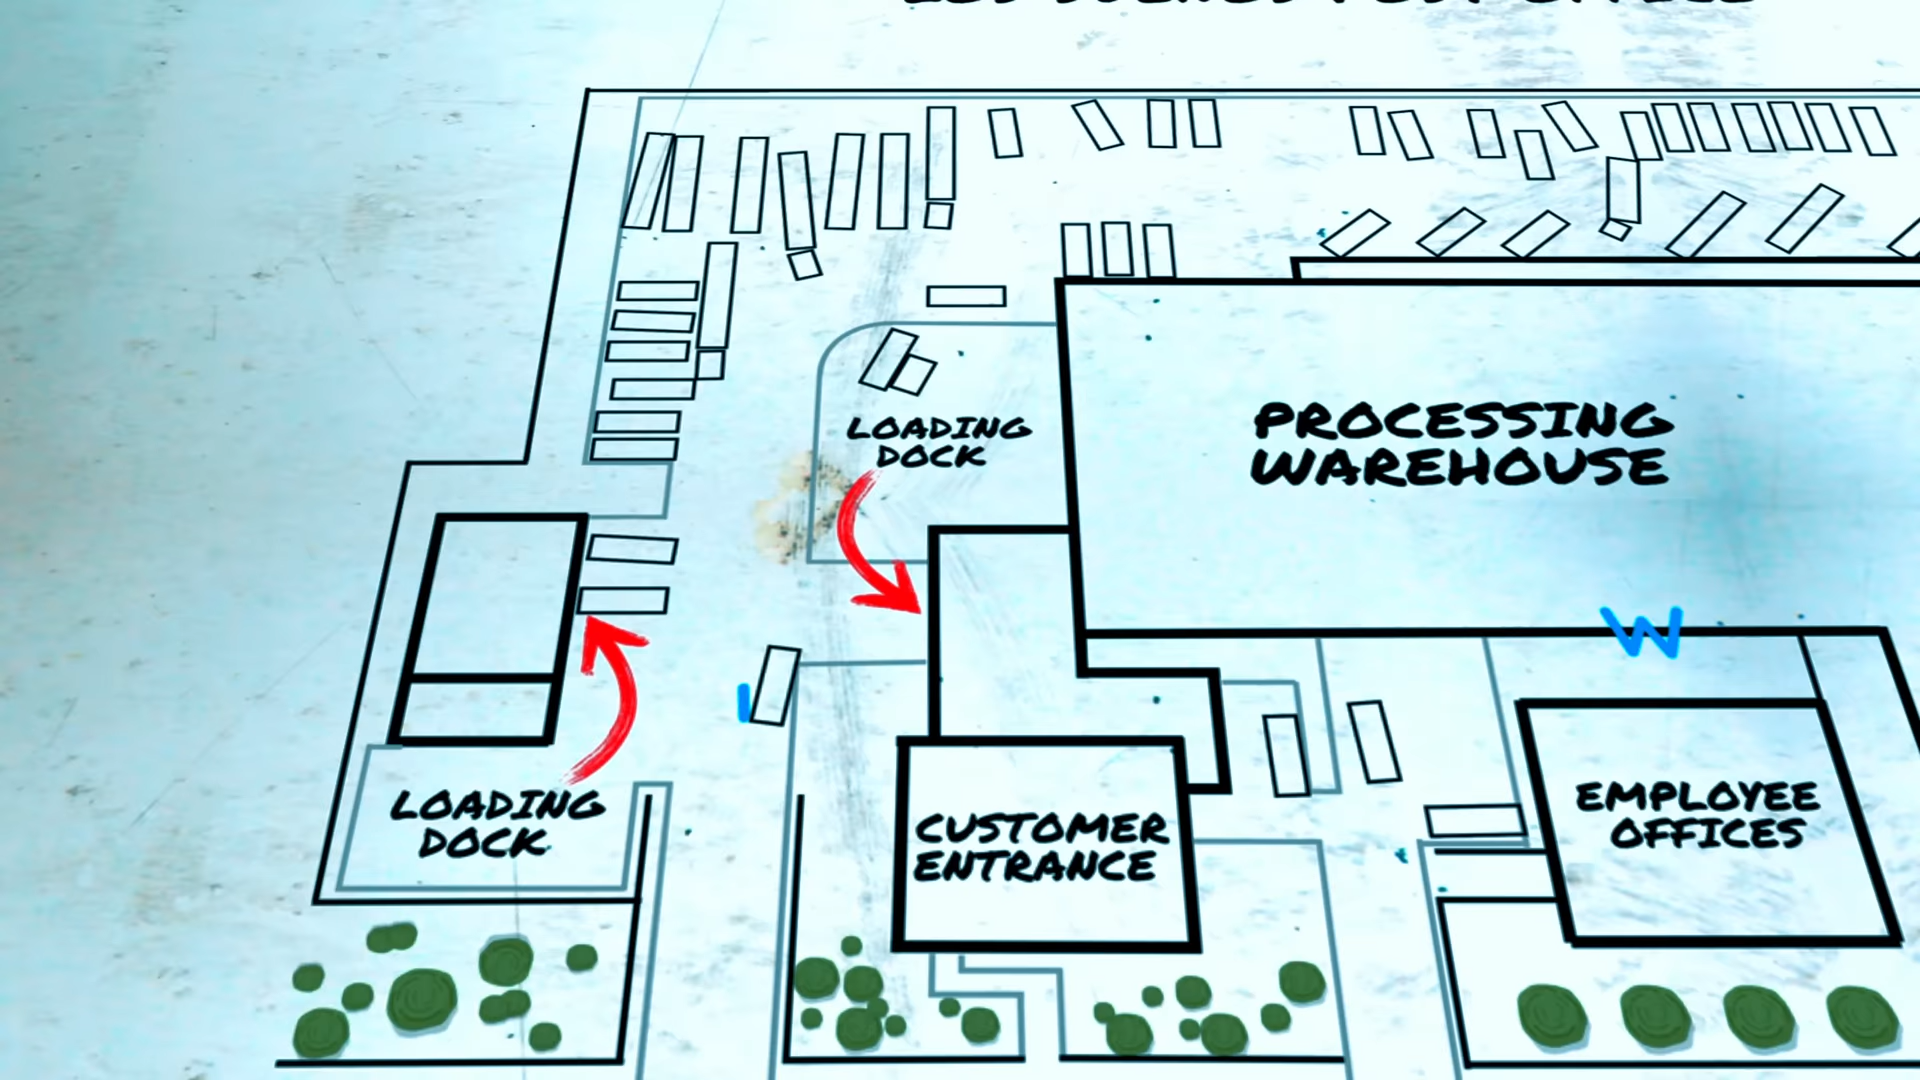 LOADING
DOCK
PROCESSING
WAREHOUSE
W
LOADING
DOCK
CUSTOMER
ENTRANCE
EMPLOYEE
OFFICES